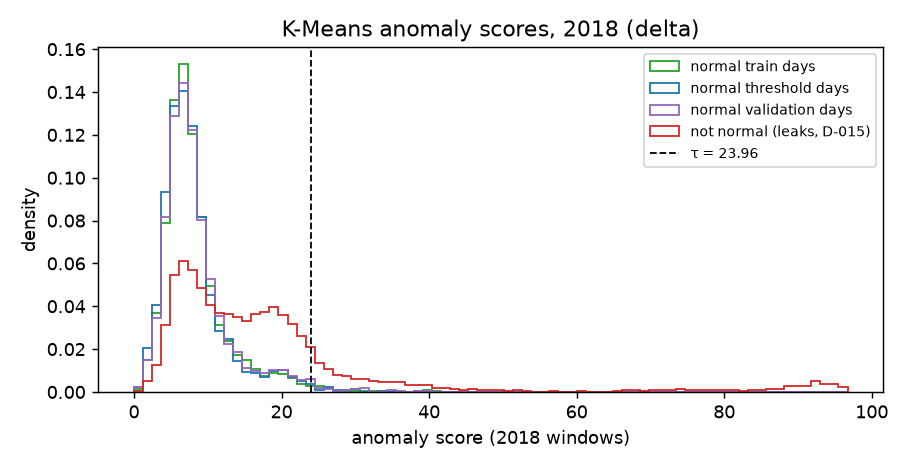 K-Means anomaly scores, 2018 (delta)
normal train days
normal threshold days
normal validation days
not normal (leaks, D-015)
τ = 23.96
density
0.16
0.14
0.12
0.10
0.08
0.06
0.04
0.02
0.00
0 20 40 60 80 100
anomaly score (2018 windows)